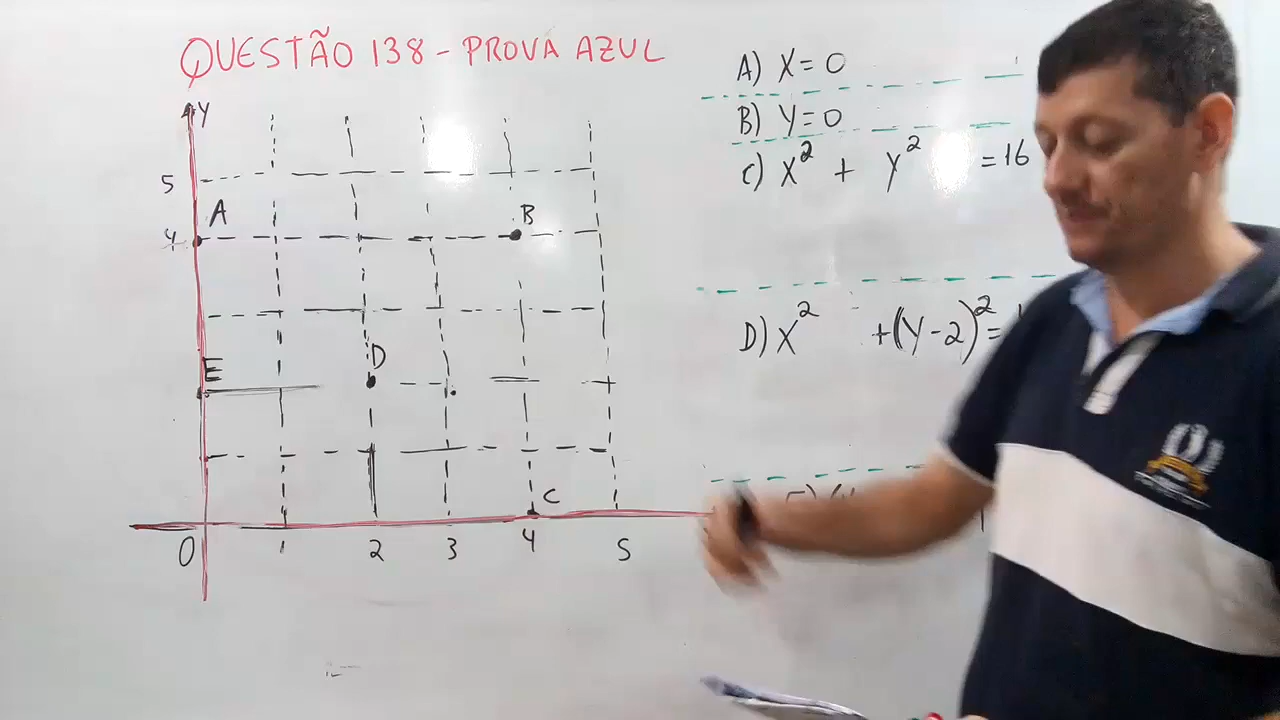 QUESTÃO 138 - PROVA AZUL
Y
5
4
A
B
E
D
C
0
1
2
3
4
5
A) X = 0
B) Y = 0
C) X² + Y² = 16
D) X² + (Y - 2)² =